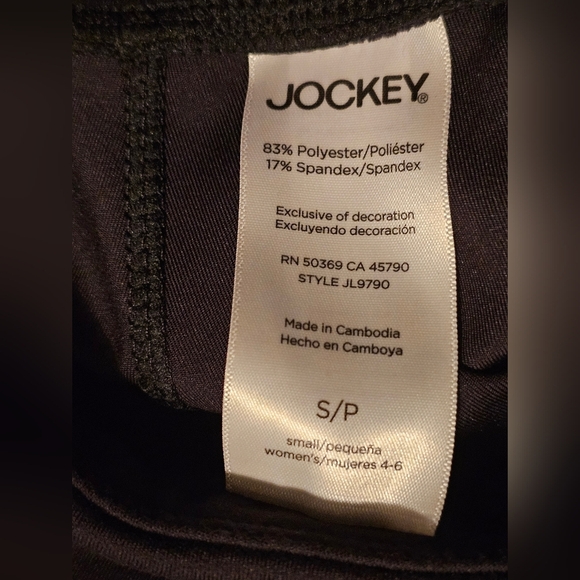 JOCKEY®
83% Polyester/Poliéster
17% Spandex/Spandex
Exclusive of decoration
Excluyendo decoración
RN 50369 CA 45790
STYLE JL9790
Made in Cambodia
Hecho en Camboya
S/P
small/pequeña
women's/mujeres 4-6